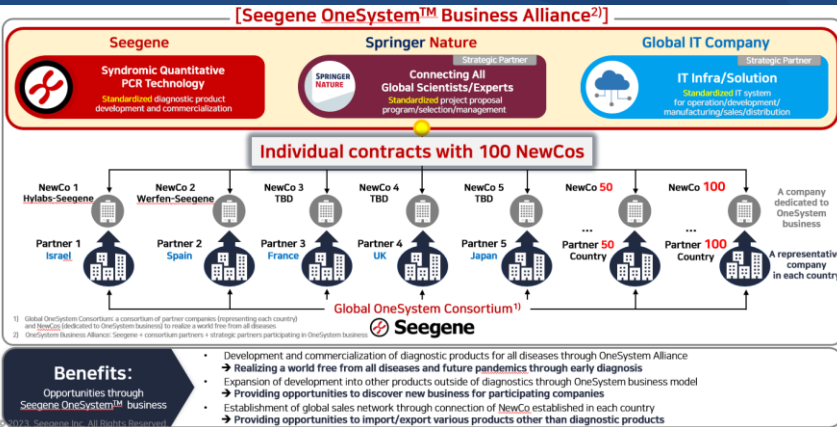 [Seegene OneSystem™ Business Alliance²⁾]
Seegene
Syndromic Quantitative
PCR Technology
Standardized diagnostic product
development and commercialization
Springer Nature
Strategic Partner
SPRINGER
NATURE
Connecting All
Global Scientists/Experts
Standardized project proposal
program/selection/management
Global IT Company
Strategic Partner
IT Infra/Solution
Standardized IT system
for operation/development/
manufacturing/sales/distribution
Individual contracts with 100 NewCos
NewCo 1
Hylabs-Seegene
NewCo 2
Werfen-Seegene
NewCo 3
TBD
NewCo 4
TBD
NewCo 5
TBD
NewCo 50
NewCo 100
A company
dedicated to
OneSystem
business
...
...
Partner 1
Israel
Partner 2
Spain
Partner 3
France
Partner 4
UK
Partner 5
Japan
Partner 50
Country
Partner 100
Country
A representative
company
in each country
Global OneSystem Consortium¹⁾
Seegene
1) Global OneSystem Consortium: a consortium of partner companies (representing each country)
and NewCos (dedicated to OneSystem business) to realize a world free from all diseases
2) OneSystem Business Alliance: Seegene + consortium partners + strategic partners participating in OneSystem business
Benefits:
Opportunities through
Seegene OneSystem™ business
• Development and commercialization of diagnostic products for all diseases through OneSystem Alliance
➔ Realizing a world free from all diseases and future pandemics through early diagnosis
• Expansion of development into other products outside of diagnostics through OneSystem business model
➔ Providing opportunities to discover new business for participating companies
• Establishment of global sales network through connection of NewCo established in each country
➔ Providing opportunities to import/export various products other than diagnostic products
2023. Seegene Inc. All Rights Reserved.